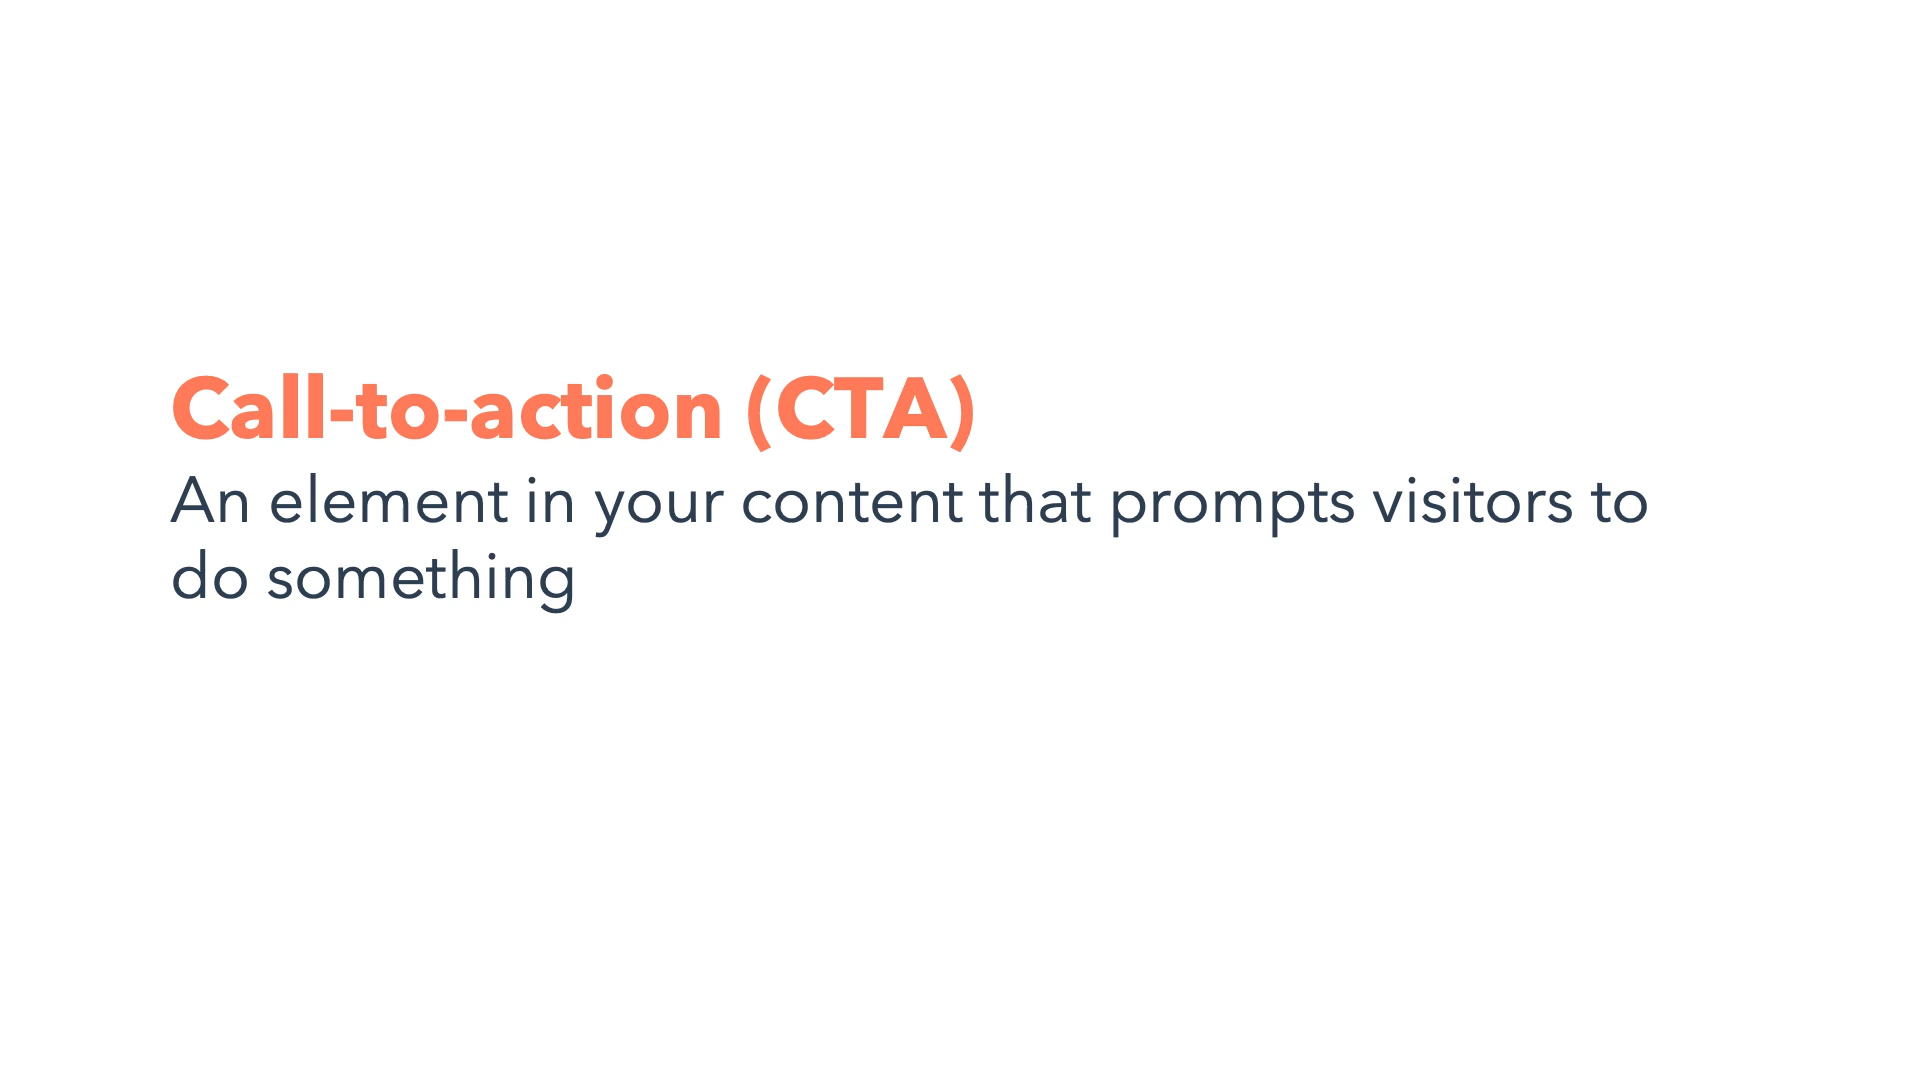 Call-to-action (CTA)
An element in your content that prompts visitors to
do something